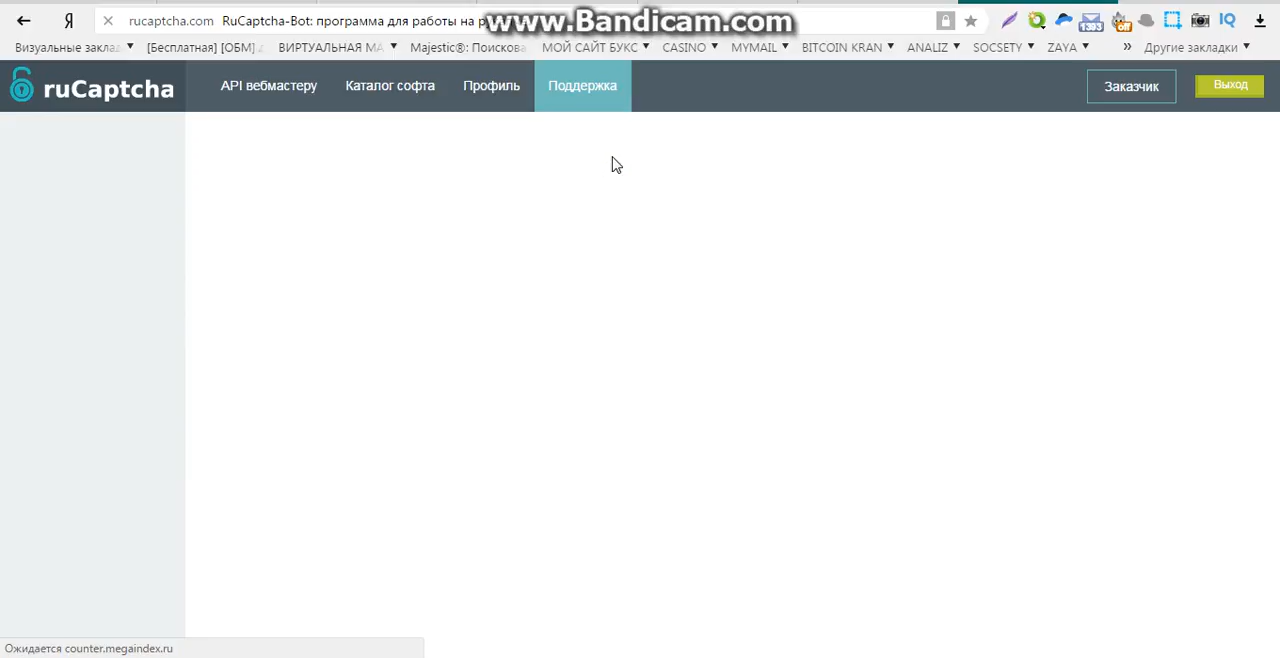 www.Bandicam.com
Я rucaptcha.com RuCaptcha-Bot: программа для работы на
Визуальные заклад [Бесплатная] [ОБМ] ВИРТУАЛЬНАЯ МА Majestic®: Поискова МОЙ САЙТ БУКС CASINO MYMAIL BITCOIN KRAN ANALIZ SOCSETY ZAYA » Другие закладки
ruCaptcha API вебмастеру Каталог софта Профиль Поддержка Заказчик Выход
Ожидается counter.megaindex.ru